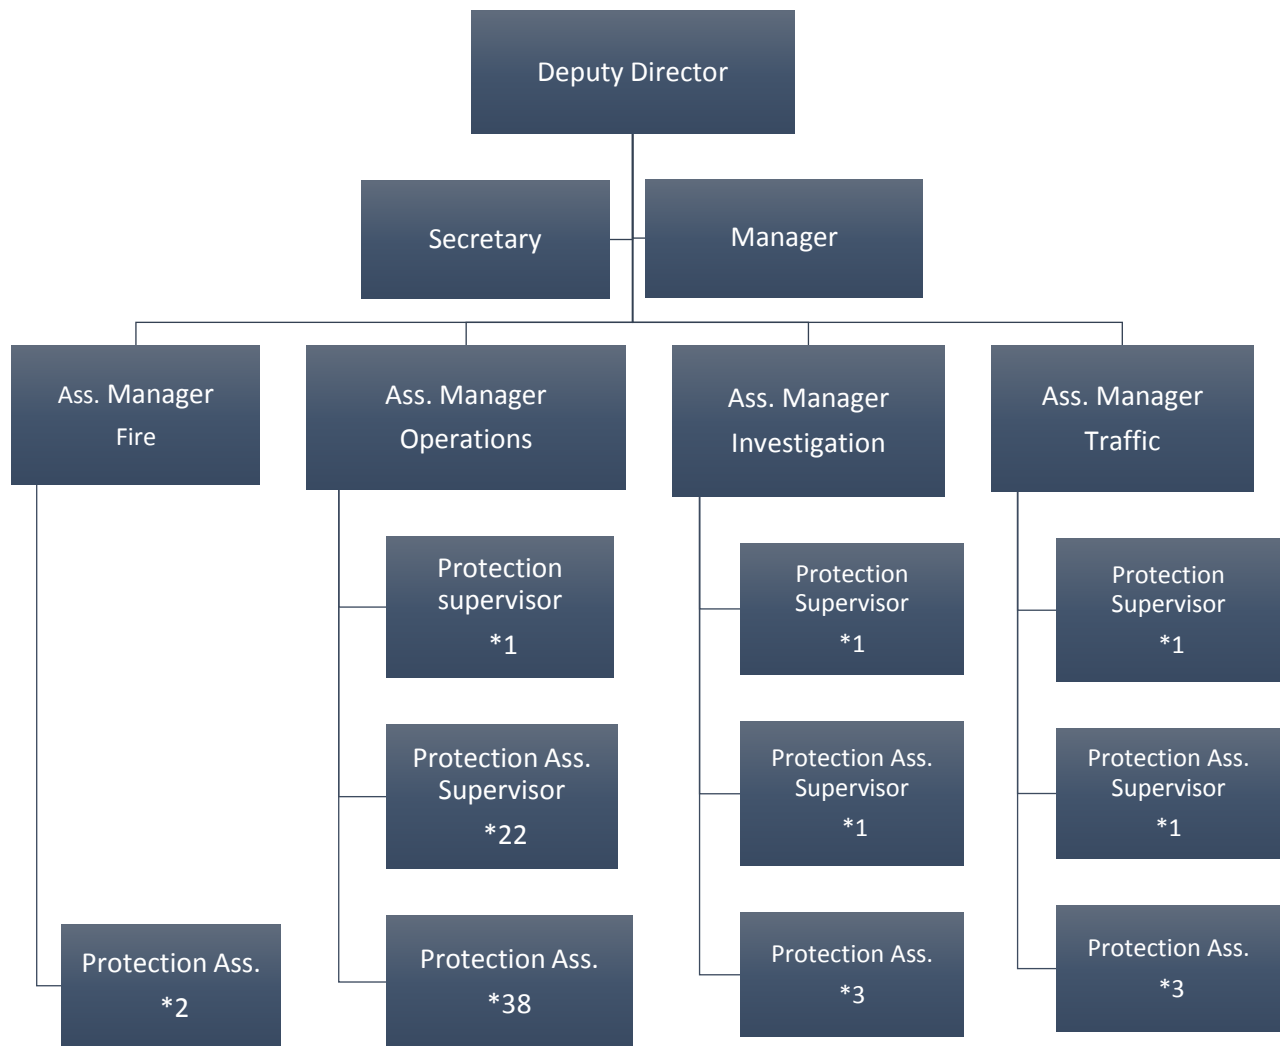 Deputy Director
Secretary
Manager
Ass. Manager
Fire
Ass. Manager
Operations
Ass. Manager
Investigation
Ass. Manager
Traffic
Protection
supervisor
*1
Protection
Supervisor
*1
Protection
Supervisor
*1
Protection Ass.
Supervisor
*22
Protection Ass.
Supervisor
*1
Protection Ass.
Supervisor
*1
Protection Ass.
*2
Protection Ass.
*38
Protection Ass.
*3
Protection Ass.
*3